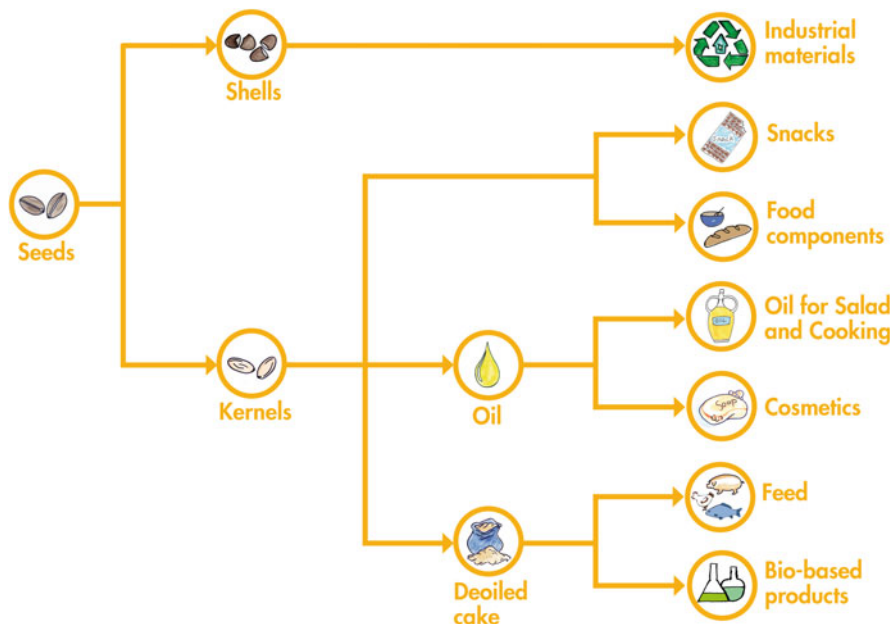 Seeds
Shells
Kernels
Oil
Deoiled
cake
Industrial
materials
Snacks
Food
components
Oil for Salad
and Cooking
Cosmetics
Soap
Feed
Bio-based
products